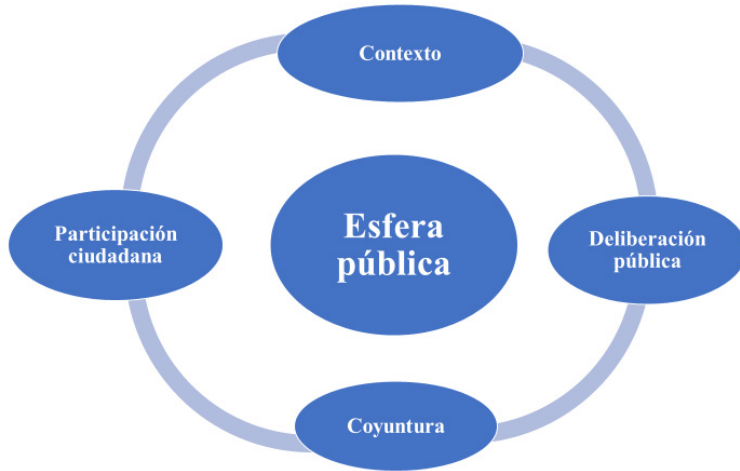 Contexto
Participación
ciudadana
Esfera
pública
Deliberación
pública
Coyuntura